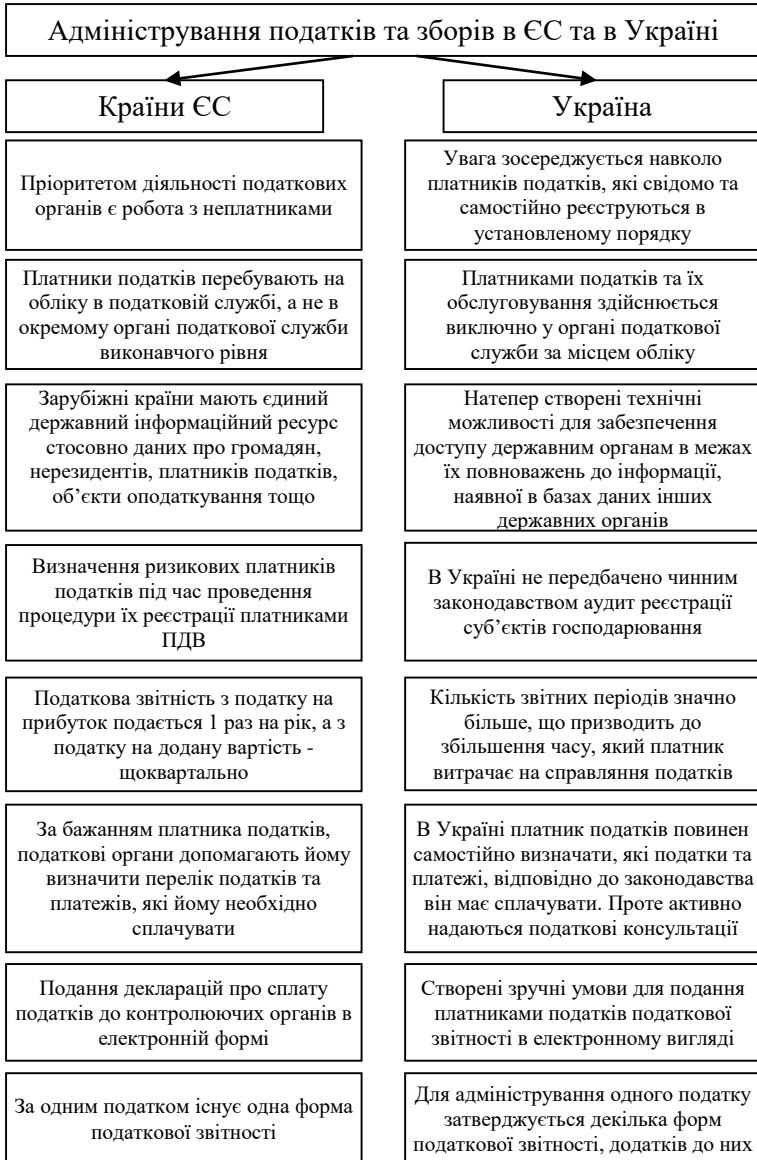 Адміністрування податків та зборів в ЄС та в Україні
Країни ЄС
Україна
Пріоритетом діяльності податкових
органів є робота з неплатниками
Увага зосереджується навколо
платників податків, які свідомо та
самостійно реєструються в
установленому порядку
Платники податків перебувають на
обліку в податковій службі, а не в
окремому органі податкової служби
виконавчого рівня
Платниками податків та їх
обслуговування здійснюється
виключно у органі податкової
служби за місцем обліку
Зарубіжні країни мають єдиний
державний інформаційний ресурс
стосовно даних про громадян,
нерезидентів, платників податків,
об’єкти оподаткування тощо
Натепер створені технічні
можливості для забезпечення
доступу державним органам в межах
їх повноважень до інформації,
наявної в базах даних інших
державних органів
Визначення ризикових платників
податків під час проведення
процедури їх реєстрації платниками
ПДВ
В Україні не передбачено чинним
законодавством аудит реєстрації
суб’єктів господарювання
Податкова звітність з податку на
прибуток подається 1 раз на рік, а з
податку на додану вартість -
щоквартально
Кількість звітних періодів значно
більше, що призводить до
збільшення часу, який платник
витрачає на справляння податків
За бажанням платника податків,
податкові органи допомагають йому
визначити перелік податків та
платежів, які йому необхідно
сплачувати
В Україні платник податків повинен
самостійно визначати, які податки та
платежі, відповідно до законодавства
він має сплачувати. Проте активно
надаються податкові консультації
Подання декларацій про сплату
податків до контролюючих органів в
електронній формі
Створені зручні умови для подання
платниками податків податкової
звітності в електронному вигляді
За одним податком існує одна форма
податкової звітності
Для адміністрування одного податку
затверджується декілька форм
податкової звітності, додатків до них